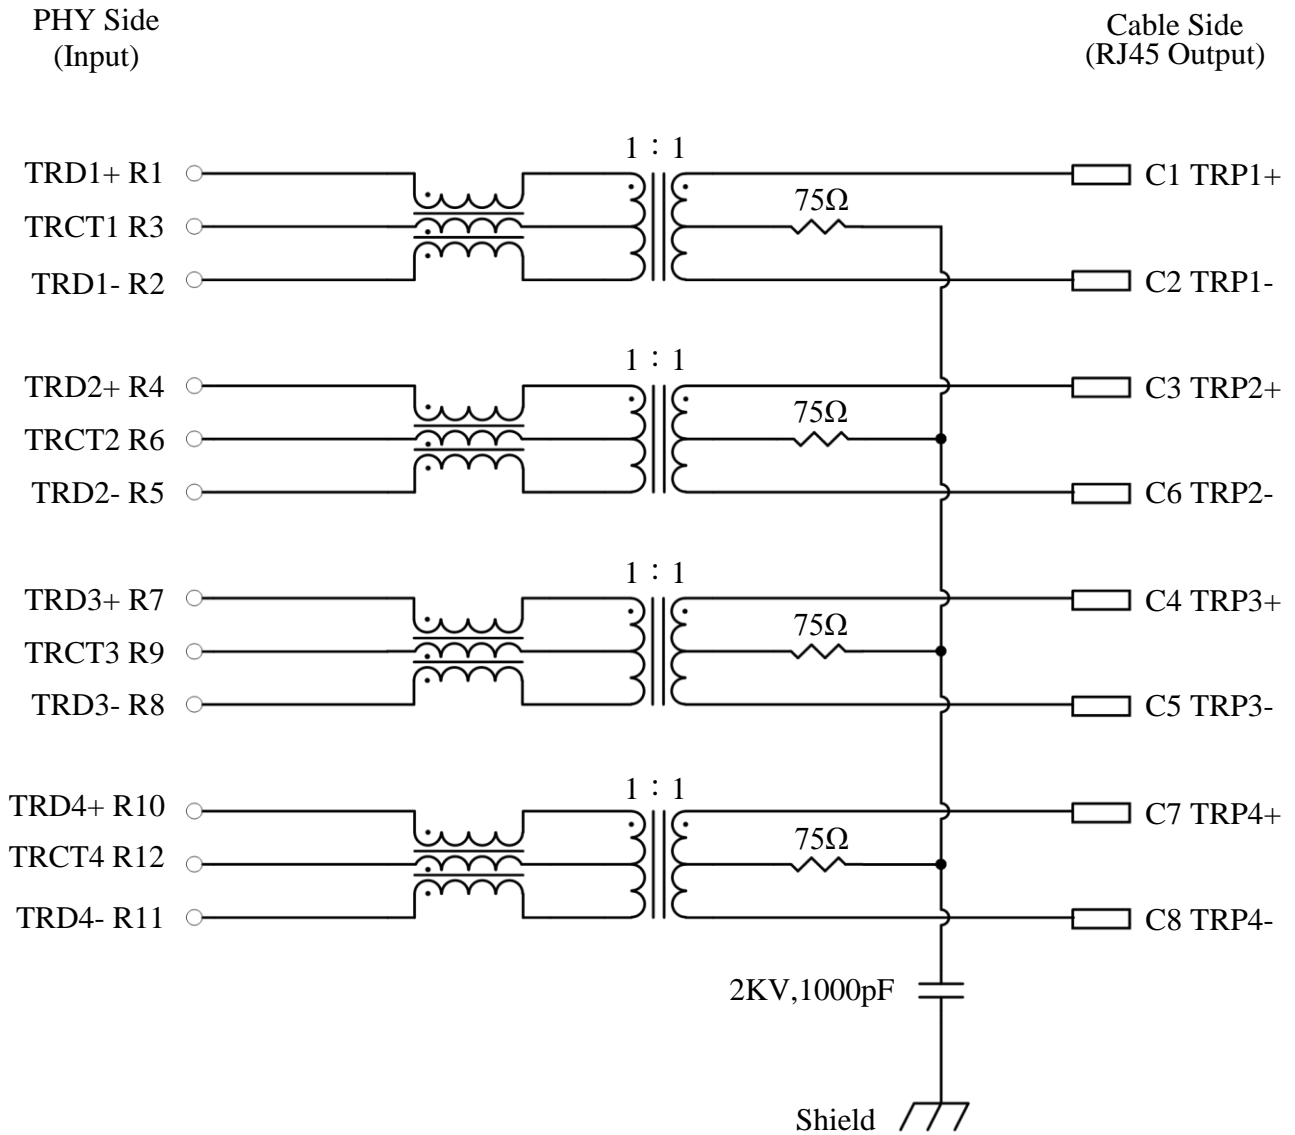 PHY Side
(Input)
Cable Side
(RJ45 Output)
1 : 1
TRD1+ R1
C1 TRP1+
75Ω
TRCT1 R3
TRD1- R2
C2 TRP1-
1 : 1
TRD2+ R4
C3 TRP2+
75Ω
TRCT2 R6
TRD2- R5
C6 TRP2-
1 : 1
TRD3+ R7
C4 TRP3+
75Ω
TRCT3 R9
TRD3- R8
C5 TRP3-
1 : 1
TRD4+ R10
C7 TRP4+
75Ω
TRCT4 R12
TRD4- R11
C8 TRP4-
2KV,1000pF
Shield